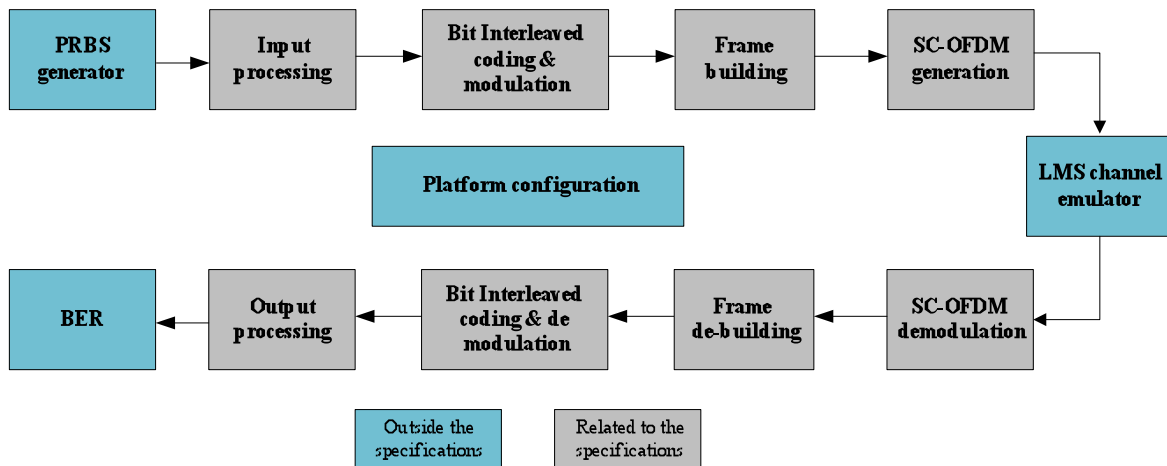 PRBS
generator
Input
processing
Bit Interleaved
coding &
modulation
Frame
building
SC-OFDM
generation
LMS channel
emulator
Platform configuration
BER
Output
processing
Bit Interleaved
coding & de
modulation
Frame
de-building
SC-OFDM
demodulation
Outside the
specifications
Related to the
specifications